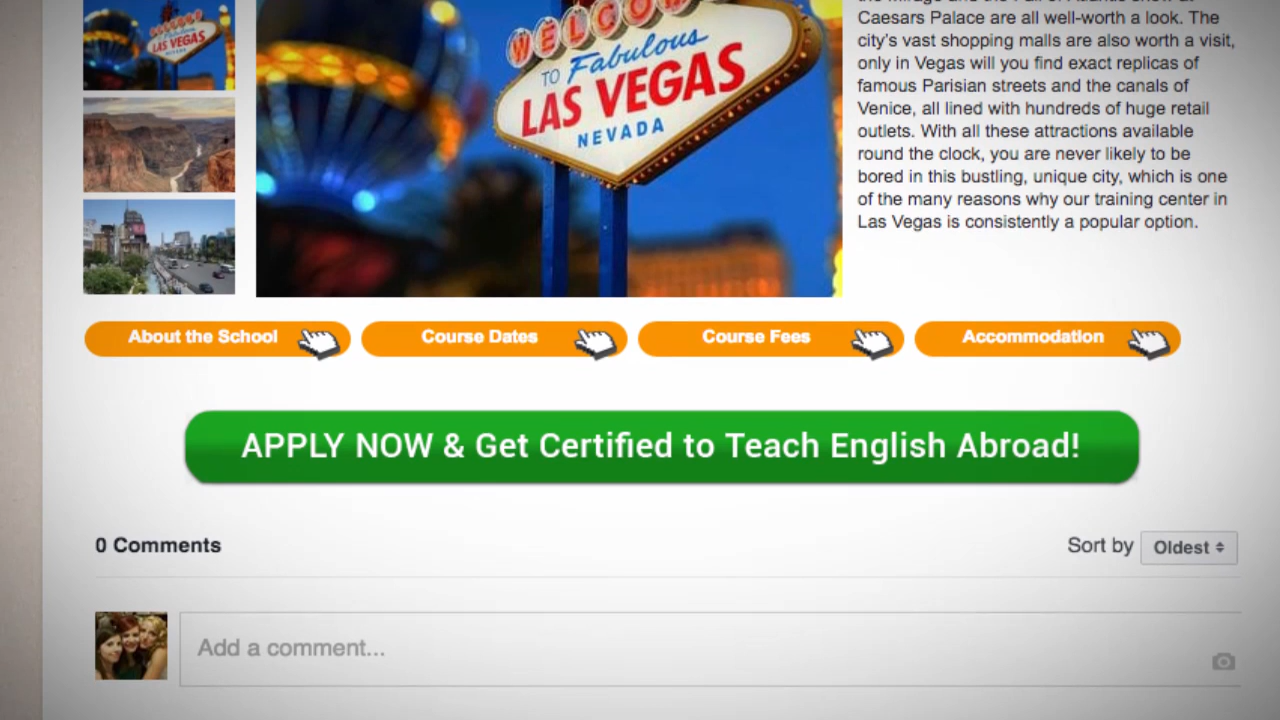 WELCOME
TO Fabulous
LAS VEGAS
NEVADA
LAS VEGAS
Caesars Palace are all well-worth a look. The
city's vast shopping malls are also worth a visit,
only in Vegas will you find exact replicas of
famous Parisian streets and the canals of
Venice, all lined with hundreds of huge retail
outlets. With all these attractions available
round the clock, you are never likely to be
bored in this bustling, unique city, which is one
of the many reasons why our training center in
Las Vegas is consistently a popular option.
About the School
Course Dates
Course Fees
Accommodation
APPLY NOW & Get Certified to Teach English Abroad!
0 Comments
Sort by
Oldest
Add a comment...